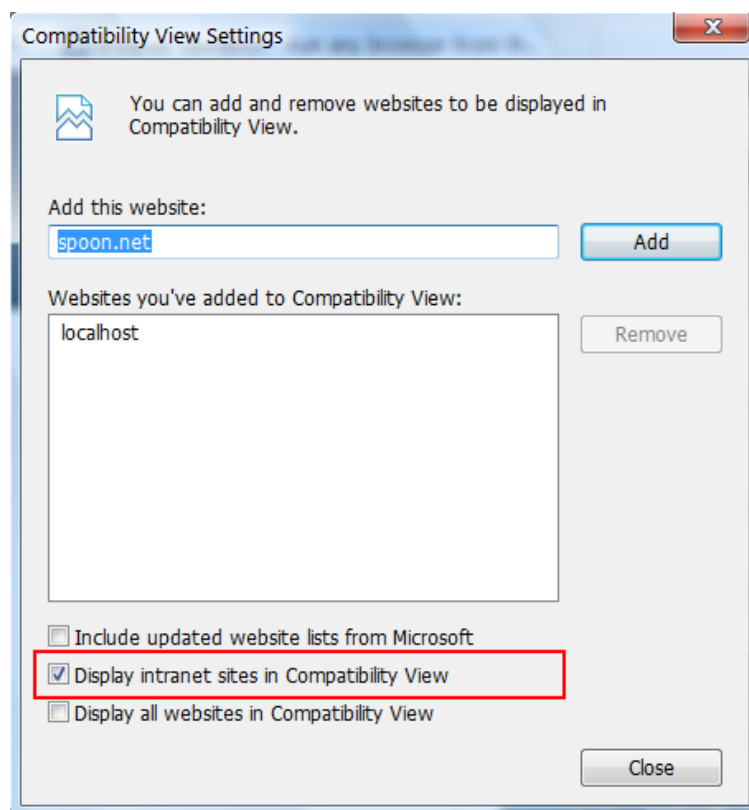 Compatibility View Settings
You can add and remove websites to be displayed in
Compatibility View.
Add this website:
spoon.net
Add
Websites you've added to Compatibility View:
localhost
Remove
Include updated website lists from Microsoft
Display intranet sites in Compatibility View
Display all websites in Compatibility View
Close